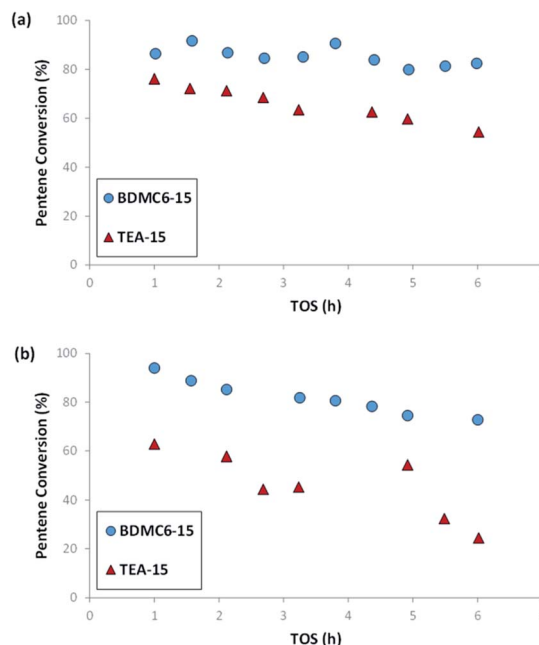 (a)
Pentene Conversion (%)
100
80
60
40
20
0
BDMC6-15
TEA-15
0 1 2 3 4 5 6
TOS (h)
(b)
Pentene Conversion (%)
100
80
60
40
20
0
BDMC6-15
TEA-15
0 1 2 3 4 5 6
TOS (h)